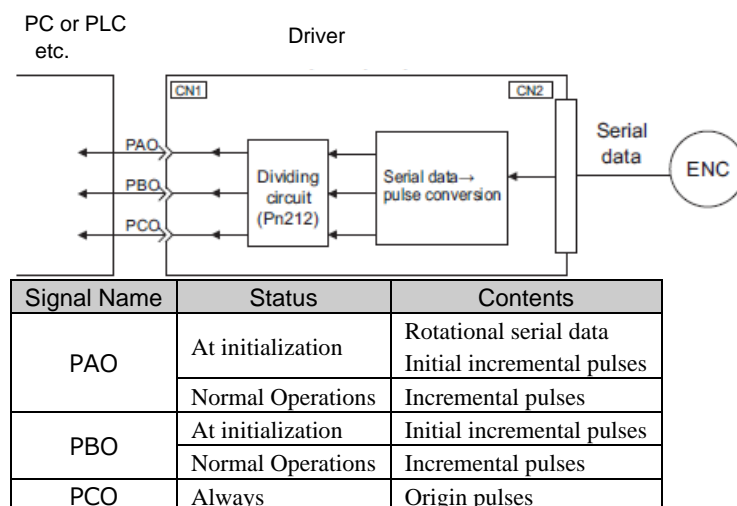 PC or PLC
etc.
Driver
CN1
CN2
PAO
PBO
PCO
Dividing
circuit
(Pn212)
Serial data→
pulse conversion
Serial
data
ENC
Signal Name Status Contents
PAO At initialization Rotational serial data
Initial incremental pulses
Normal Operations Incremental pulses
PBO At initialization Initial incremental pulses
Normal Operations Incremental pulses
PCO Always Origin pulses